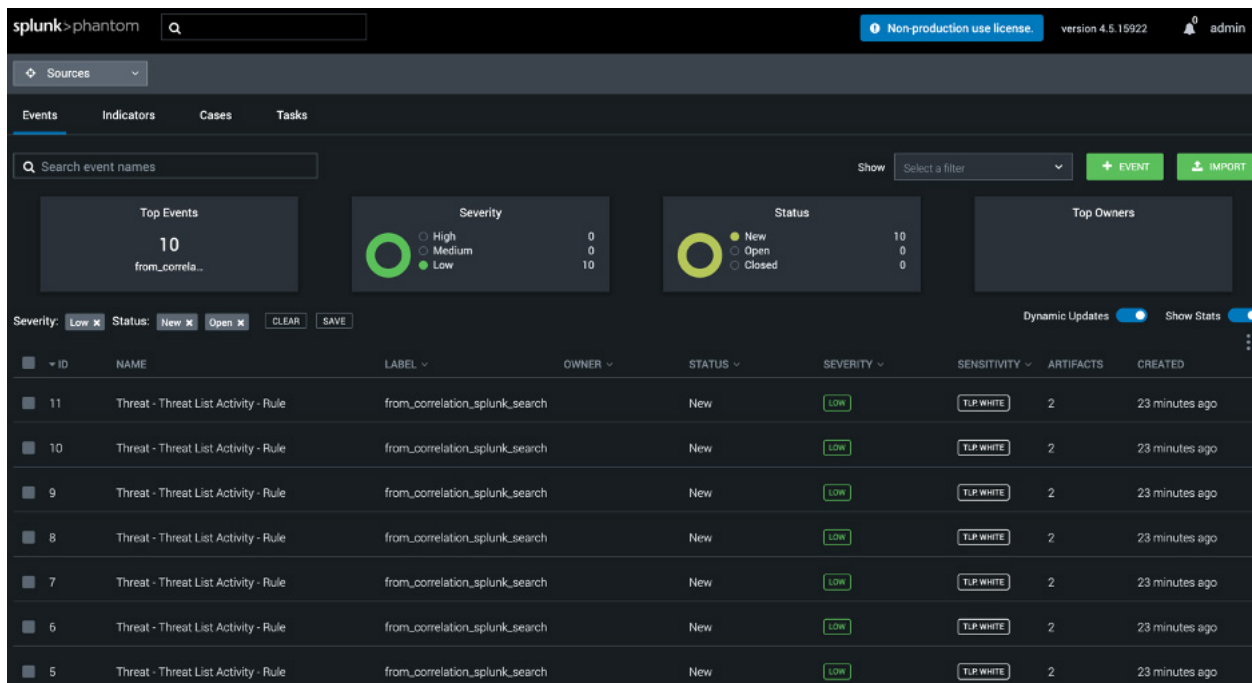 splunk>phantom
Non-production use license. version 4.5.15922 0 admin
Sources
Events Indicators Cases Tasks
Search event names Show Select a filter + EVENT IMPORT
Top Events Severity Status Top Owners
10 High 0 New 10
from_correla... Medium 0 Open 0
Low 10 Closed 0
Severity: Low × Status: New × Open × CLEAR SAVE Dynamic Updates Show Stats
ID NAME LABEL OWNER STATUS SEVERITY SENSITIVITY ARTIFACTS CREATED
11 Threat - Threat List Activity - Rule from_correlation_splunk_search New LOW TLP:WHITE 2 23 minutes ago
10 Threat - Threat List Activity - Rule from_correlation_splunk_search New LOW TLP:WHITE 2 23 minutes ago
9 Threat - Threat List Activity - Rule from_correlation_splunk_search New LOW TLP:WHITE 2 23 minutes ago
8 Threat - Threat List Activity - Rule from_correlation_splunk_search New LOW TLP:WHITE 2 23 minutes ago
7 Threat - Threat List Activity - Rule from_correlation_splunk_search New LOW TLP:WHITE 2 23 minutes ago
6 Threat - Threat List Activity - Rule from_correlation_splunk_search New LOW TLP:WHITE 2 23 minutes ago
5 Threat - Threat List Activity - Rule from_correlation_splunk_search New LOW TLP:WHITE 2 23 minutes ago